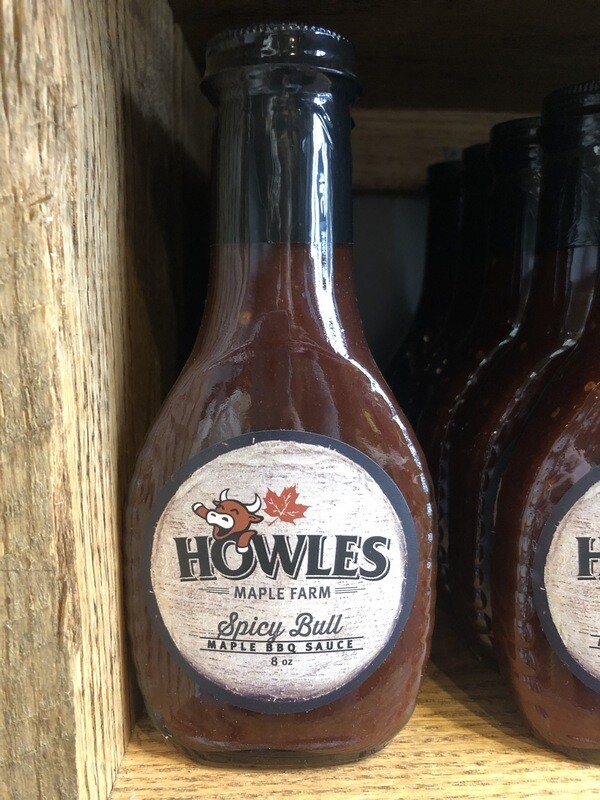 HOWLES
MAPLE FARM
Spicy Bull
MAPLE BBQ SAUCE
8 oz
H